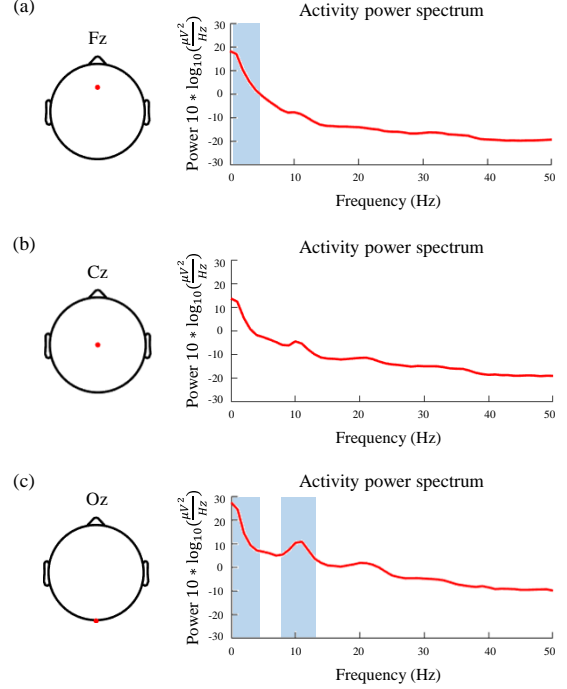 (a)
Fz
Activity power spectrum
Power 10 * log₁₀(μV²/Hz)
30
20
10
0
-10
-20
-30
0 10 20 30 40 50
Frequency (Hz)
(b)
Cz
Activity power spectrum
Power 10 * log₁₀(μV²/Hz)
30
20
10
0
-10
-20
-30
0 10 20 30 40 50
Frequency (Hz)
(c)
Oz
Activity power spectrum
Power 10 * log₁₀(μV²/Hz)
30
20
10
0
-10
-20
-30
0 10 20 30 40 50
Frequency (Hz)